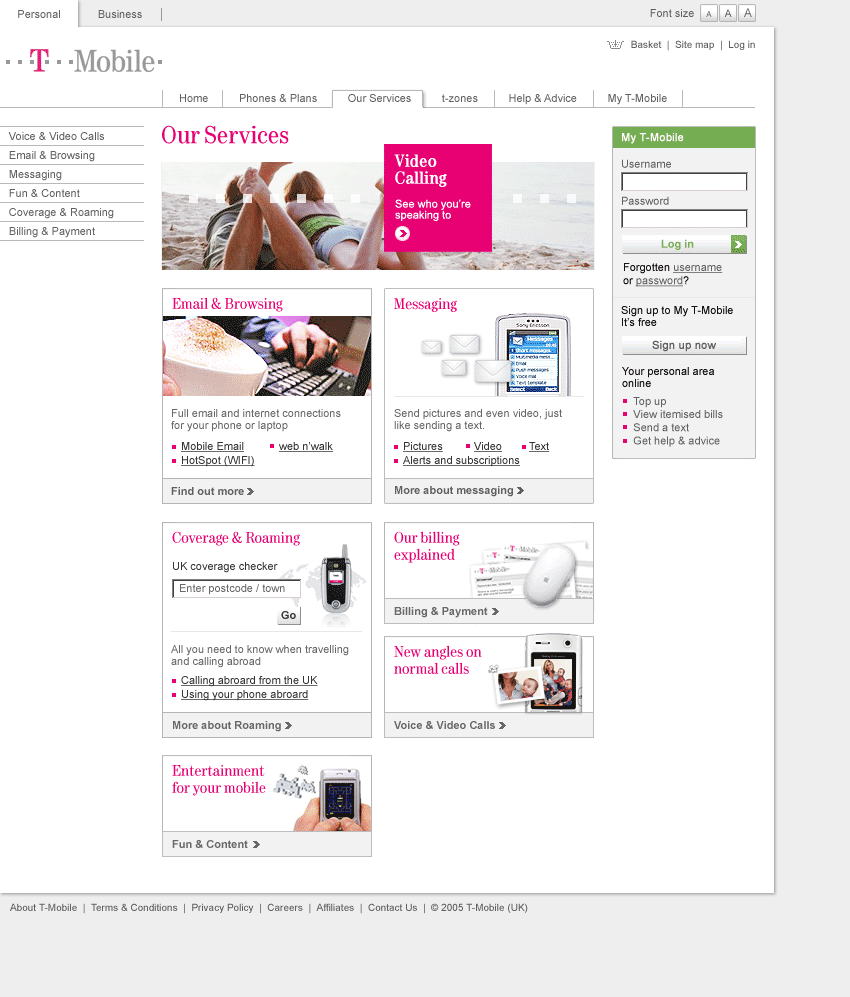 Personal Business Font size A A A
Basket | Site map | Log in
T-Mobile
Home Phones & Plans Our Services t-zones Help & Advice My T-Mobile
Voice & Video Calls
Email & Browsing
Messaging
Fun & Content
Coverage & Roaming
Billing & Payment
Our Services
Video
Calling
See who you're
speaking to
Email & Browsing
Full email and internet connections
for your phone or laptop
Mobile Email web n'walk
HotSpot (WIFI)
Find out more
Messaging
Sony Ericsson
Messages
Short messages
Multimedia mess...
Email
Push messages
Voice mail
Text template
Select Back
Send pictures and even video, just
like sending a text.
Pictures Video Text
Alerts and subscriptions
More about messaging
Coverage & Roaming
UK coverage checker
Enter postcode / town
Go
All you need to know when travelling
and calling abroad
Calling abroad from the UK
Using your phone abroad
More about Roaming
Our billing
explained
T-Mobile
T-Mobile
Billing & Payment
New angles on
normal calls
Voice & Video Calls
Entertainment
for your mobile
Fun & Content
My T-Mobile
Username
Password
Log in
Forgotten username
or password?
Sign up to My T-Mobile
It's free
Sign up now
Your personal area
online
Top up
View itemised bills
Send a text
Get help & advice
About T-Mobile | Terms & Conditions | Privacy Policy | Careers | Affiliates | Contact Us | © 2005 T-Mobile (UK)